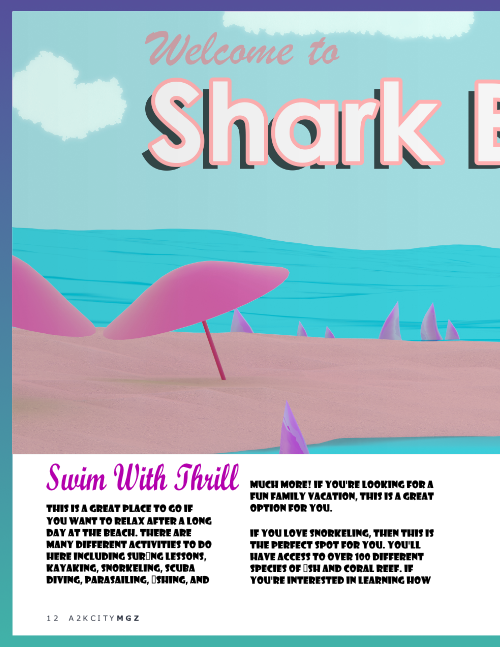 Welcome to
Shark B
Swim With Thrill
THIS IS A GREAT PLACE TO GO IF
YOU WANT TO RELAX AFTER A LONG
DAY AT THE BEACH. THERE ARE
MANY DIFFERENT ACTIVITIES TO DO
HERE INCLUDING SUR▯NG LESSONS,
KAYAKING, SNORKELING, SCUBA
DIVING, PARASAILING, ▯SHING, AND
MUCH MORE! IF YOU'RE LOOKING FOR A
FUN FAMILY VACATION, THIS IS A GREAT
OPTION FOR YOU.
IF YOU LOVE SNORKELING, THEN THIS IS
THE PERFECT SPOT FOR YOU. YOU'LL
HAVE ACCESS TO OVER 100 DIFFERENT
SPECIES OF ▯SH AND CORAL REEF. IF
YOU'RE INTERESTED IN LEARNING HOW
12 A2KCITYMGZ